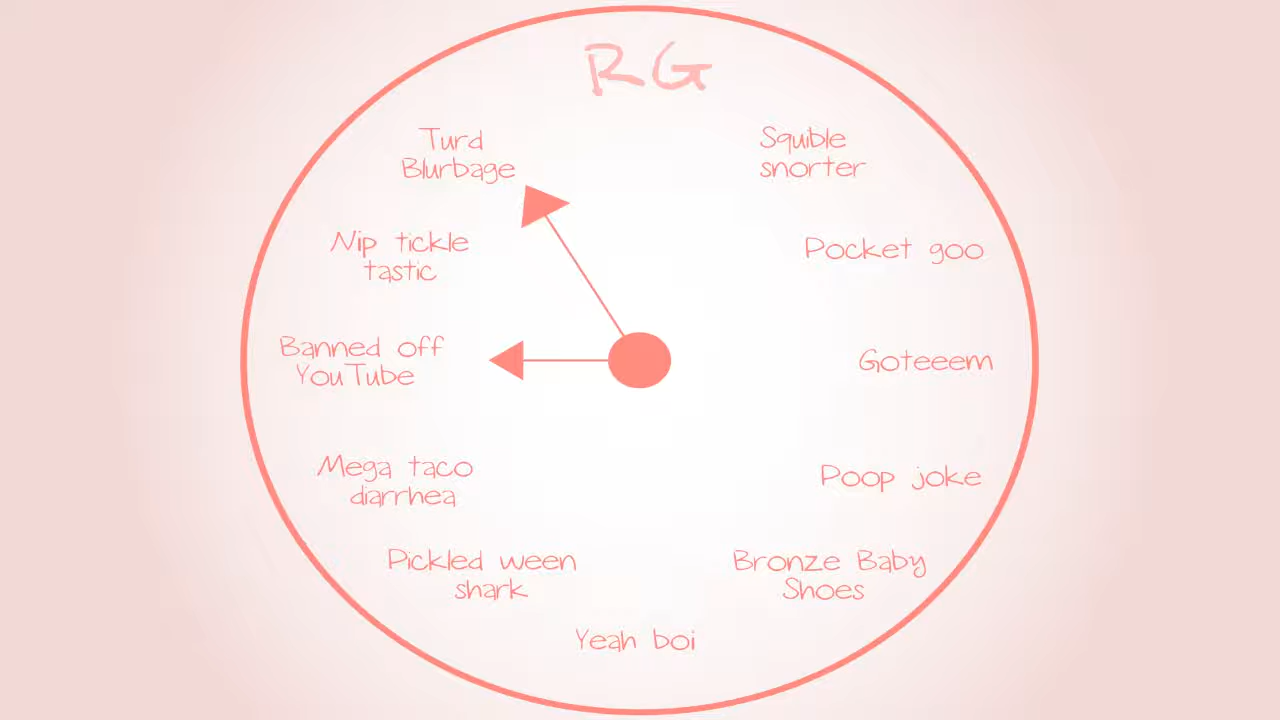 RG
Squible
snorter
Pocket goo
Goteeem
Poop joke
Bronze Baby
Shoes
Yeah boi
Pickled ween
shark
Mega taco
diarrhea
Banned off
YouTube
Nip tickle
tastic
Turd
Blurbage